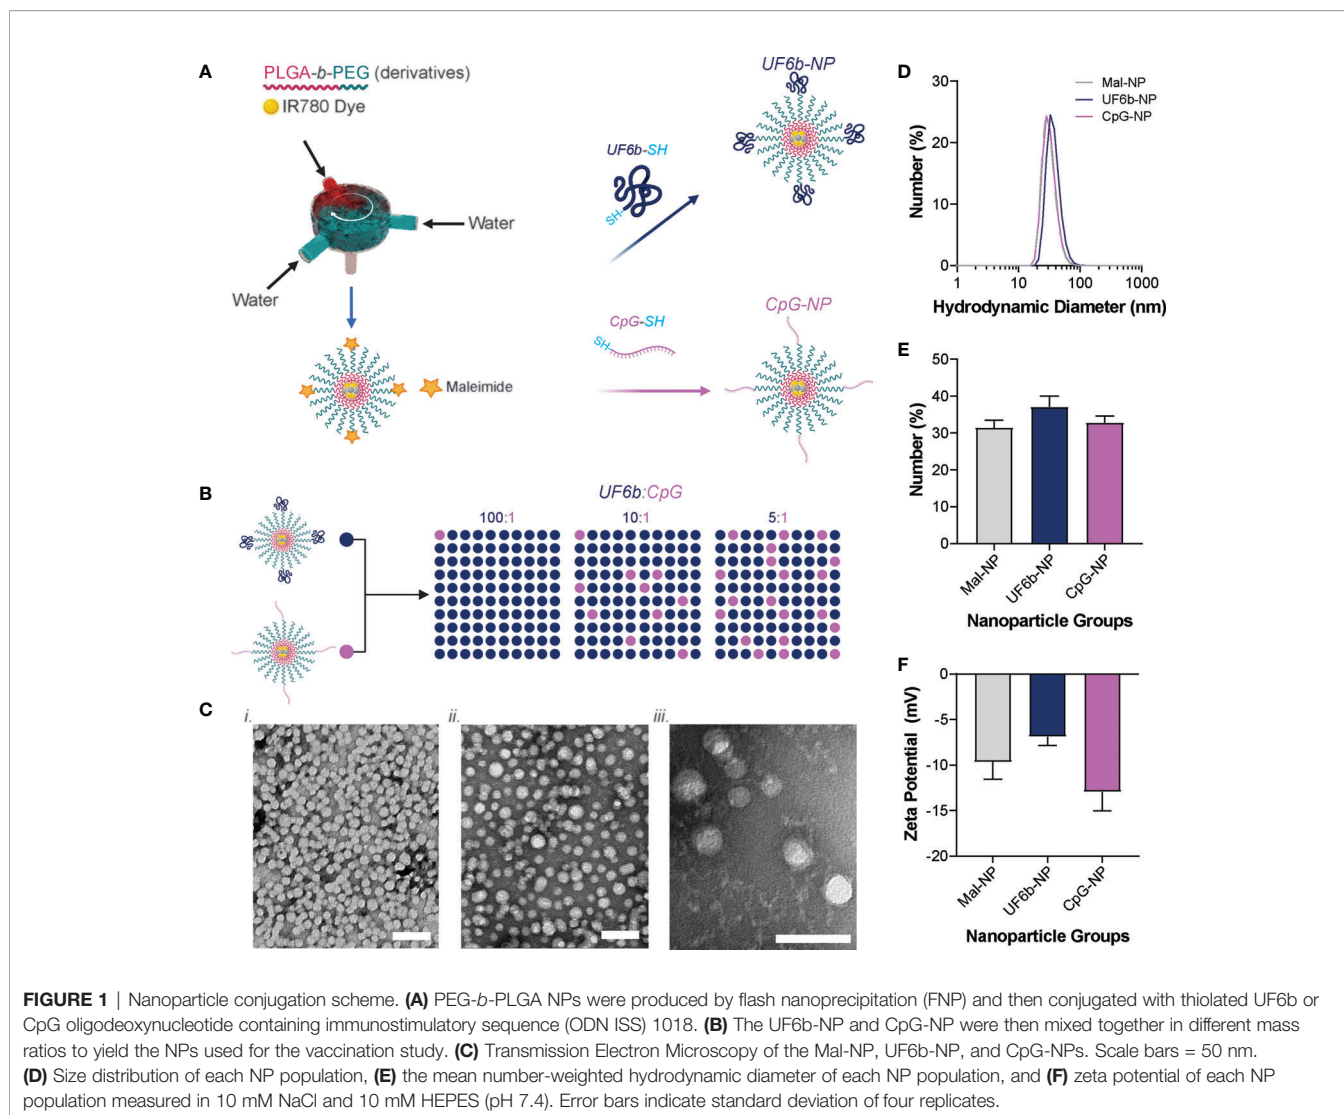 A
PLGA-b-PEG (derivatives)
IR780 Dye
Water
Water
Maleimide
UF6b-SH
SH
UF6b-NP
CpG-SH
SH
CpG-NP
B
UF6b:CpG
100:1
10:1
5:1
C
i.
ii.
iii.
D
Mal-NP
UF6b-NP
CpG-NP
Number (%)
30
20
10
0
1
10
100
1000
Hydrodynamic Diameter (nm)
E
Number (%)
50
40
30
20
10
0
Mal-NP
UF6b-NP
CpG-NP
Nanoparticle Groups
F
Zeta Potential (mV)
0
-5
-10
-15
-20
Mal-NP
UF6b-NP
CpG-NP
Nanoparticle Groups
FIGURE 1 | Nanoparticle conjugation scheme. (A) PEG-b-PLGA NPs were produced by flash nanoprecipitation (FNP) and then conjugated with thiolated UF6b or
CpG oligodeoxynucleotide containing immunostimulatory sequence (ODN ISS) 1018. (B) The UF6b-NP and CpG-NP were then mixed together in different mass
ratios to yield the NPs used for the vaccination study. (C) Transmission Electron Microscopy of the Mal-NP, UF6b-NP, and CpG-NPs. Scale bars = 50 nm.
(D) Size distribution of each NP population, (E) the mean number-weighted hydrodynamic diameter of each NP population, and (F) zeta potential of each NP
population measured in 10 mM NaCl and 10 mM HEPES (pH 7.4). Error bars indicate standard deviation of four replicates.